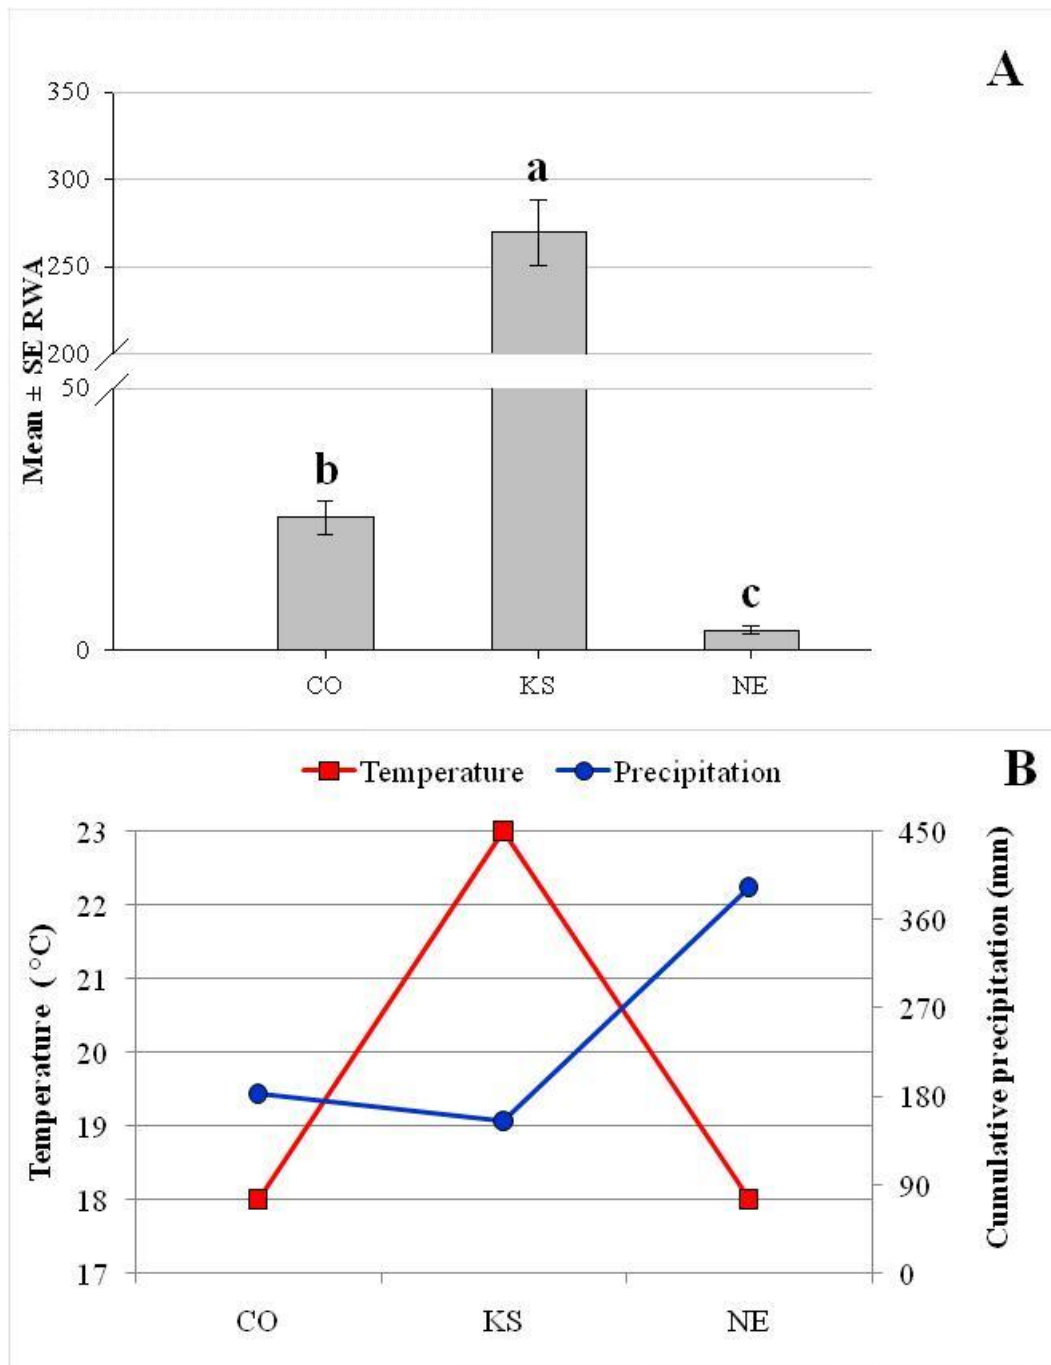 A
350
300
250
200
50
0
Mean ± SE RWA
a
b
c
CO KS NE
Temperature Precipitation
B
23
22
21
20
19
18
17
Temperature (°C)
450
360
270
180
90
0
Cumulative precipitation (mm)
CO KS NE